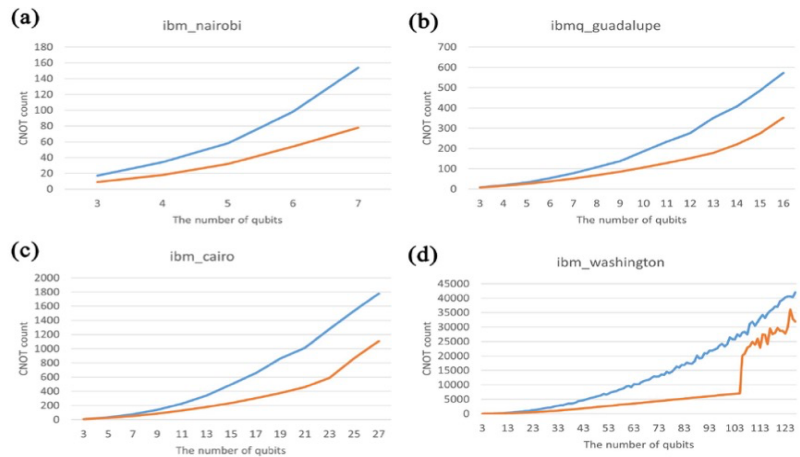 (a)
ibm_nairobi
180
160
140
120
100
80
60
40
20
0
CNOT count
3 4 5 6 7
The number of qubits
(b)
ibmq_guadalupe
700
600
500
400
300
200
100
0
CNOT count
3 4 5 6 7 8 9 10 11 12 13 14 15 16
The number of qubits
(c)
ibm_cairo
2000
1800
1600
1400
1200
1000
800
600
400
200
0
CNOT count
3 5 7 9 11 13 15 17 19 21 23 25 27
The number of qubits
(d)
ibm_washington
45000
40000
35000
30000
25000
20000
15000
10000
5000
0
CNOT count
3 13 23 33 43 53 63 73 83 93 103 113 123
The number of qubits